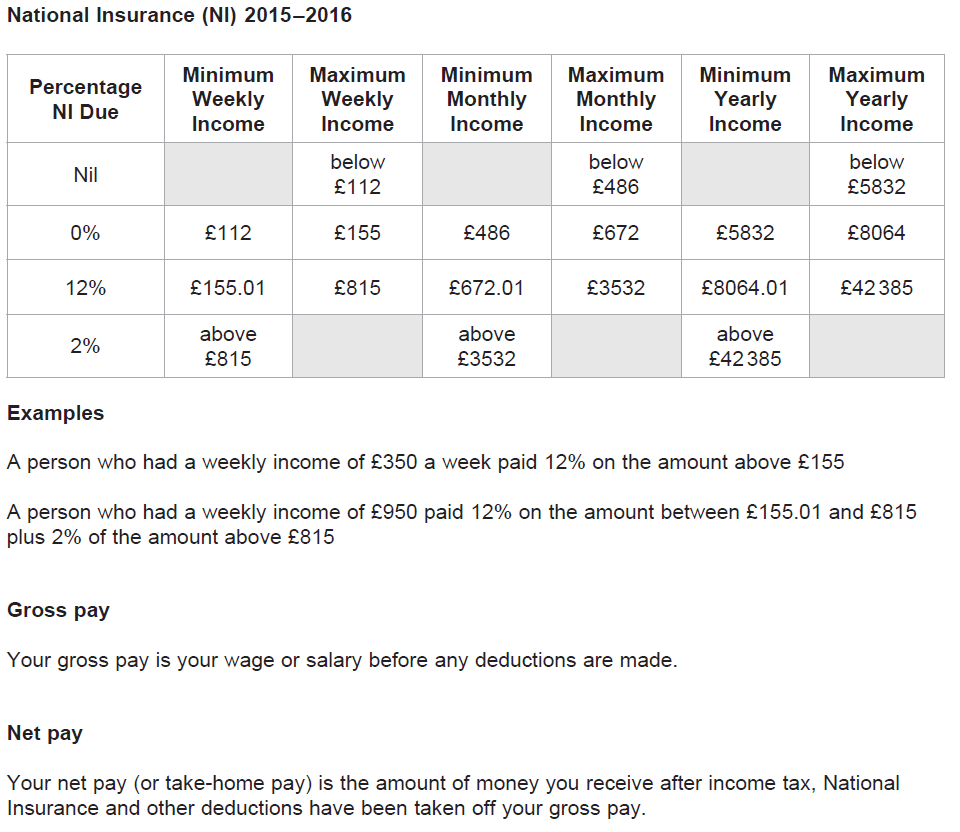 National Insurance (NI) 2015–2016
Percentage NI Due Minimum Weekly Income Maximum Weekly Income Minimum Monthly Income Maximum Monthly Income Minimum Yearly Income Maximum Yearly Income
Nil below £112 below £486 below £5832
0% £112 £155 £486 £672 £5832 £8064
12% £155.01 £815 £672.01 £3532 £8064.01 £42 385
2% above £815 above £3532 above £42 385
Examples
A person who had a weekly income of £350 a week paid 12% on the amount above £155
A person who had a weekly income of £950 paid 12% on the amount between £155.01 and £815
plus 2% of the amount above £815
Gross pay
Your gross pay is your wage or salary before any deductions are made.
Net pay
Your net pay (or take-home pay) is the amount of money you receive after income tax, National
Insurance and other deductions have been taken off your gross pay.